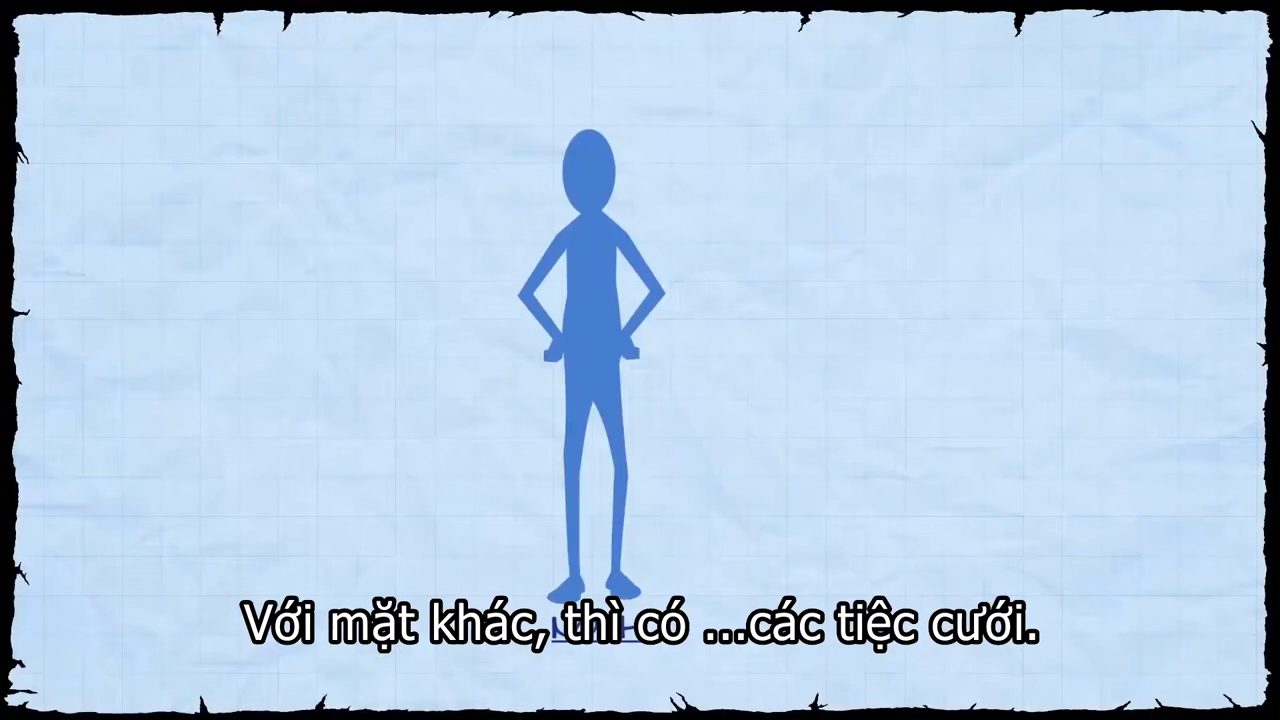 Với mặt khác, thì có ...các tiệc cưới.